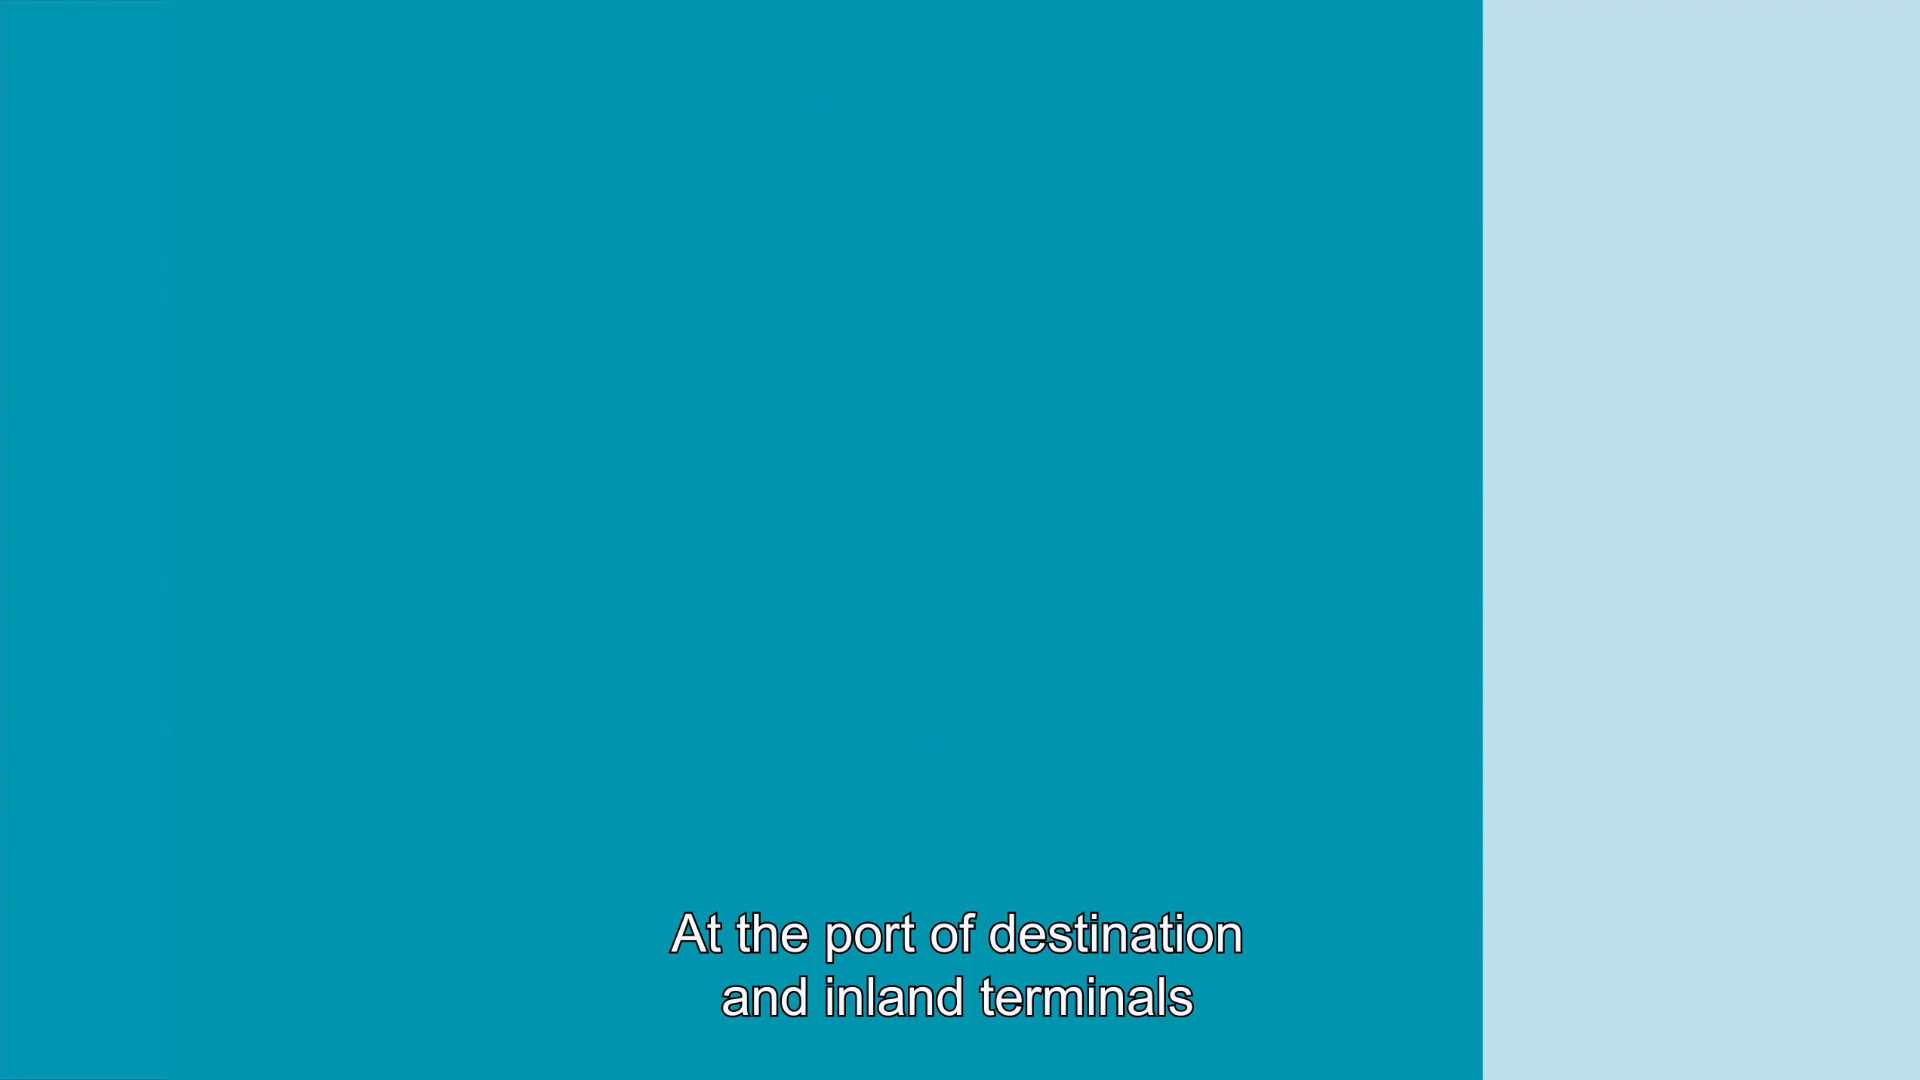 At the port of destination
and inland terminals